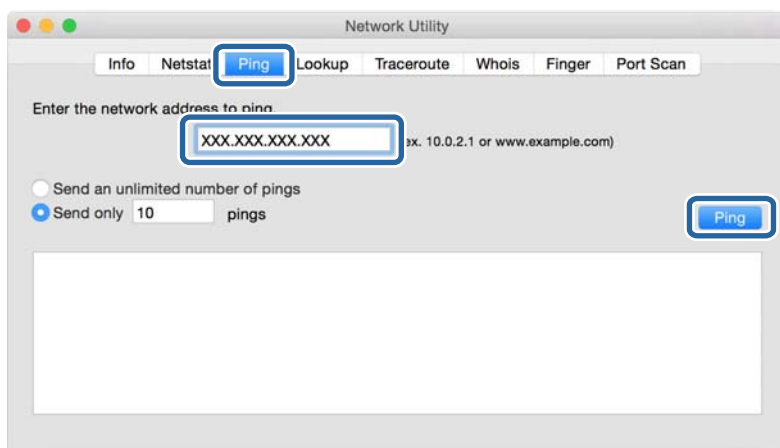 Network Utility
Info Netstat Ping Lookup Traceroute Whois Finger Port Scan
Enter the network address to ping.
XXX.XXX.XXX.XXX ex. 10.0.2.1 or www.example.com)
Send an unlimited number of pings
Send only 10 pings
Ping